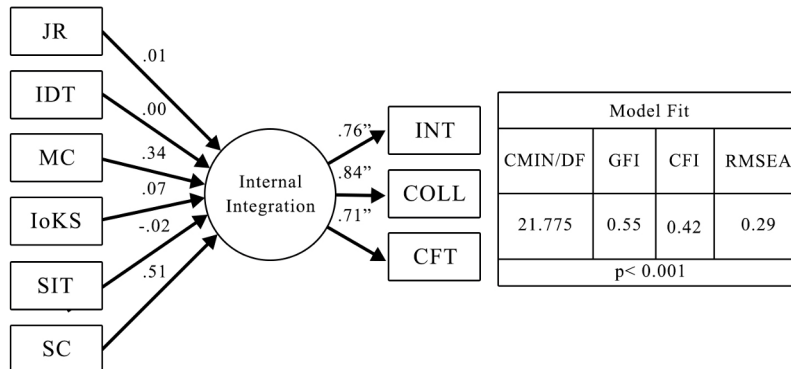 JR
.01
IDT
.00
MC
.34
IoKS
.07
-.02
SIT
.51
SC
Internal
Integration
.76”
INT
.84”
COLL
.71”
CFT
Model Fit
CMIN/DF GFI CFI RMSEA
21.775 0.55 0.42 0.29
p< 0.001